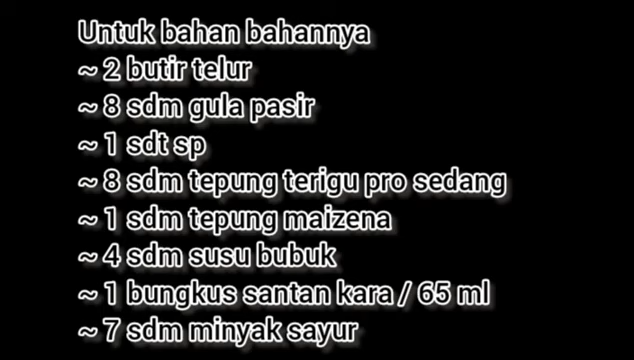 Untuk bahan bahannya
~ 2 butir telur
~ 8 sdm gula pasir
~ 1 sdt sp
~ 8 sdm tepung terigu pro sedang
~ 1 sdm tepung maizena
~ 4 sdm susu bubuk
~ 1 bungkus santan kara / 65 ml
~ 7 sdm minyak sayur